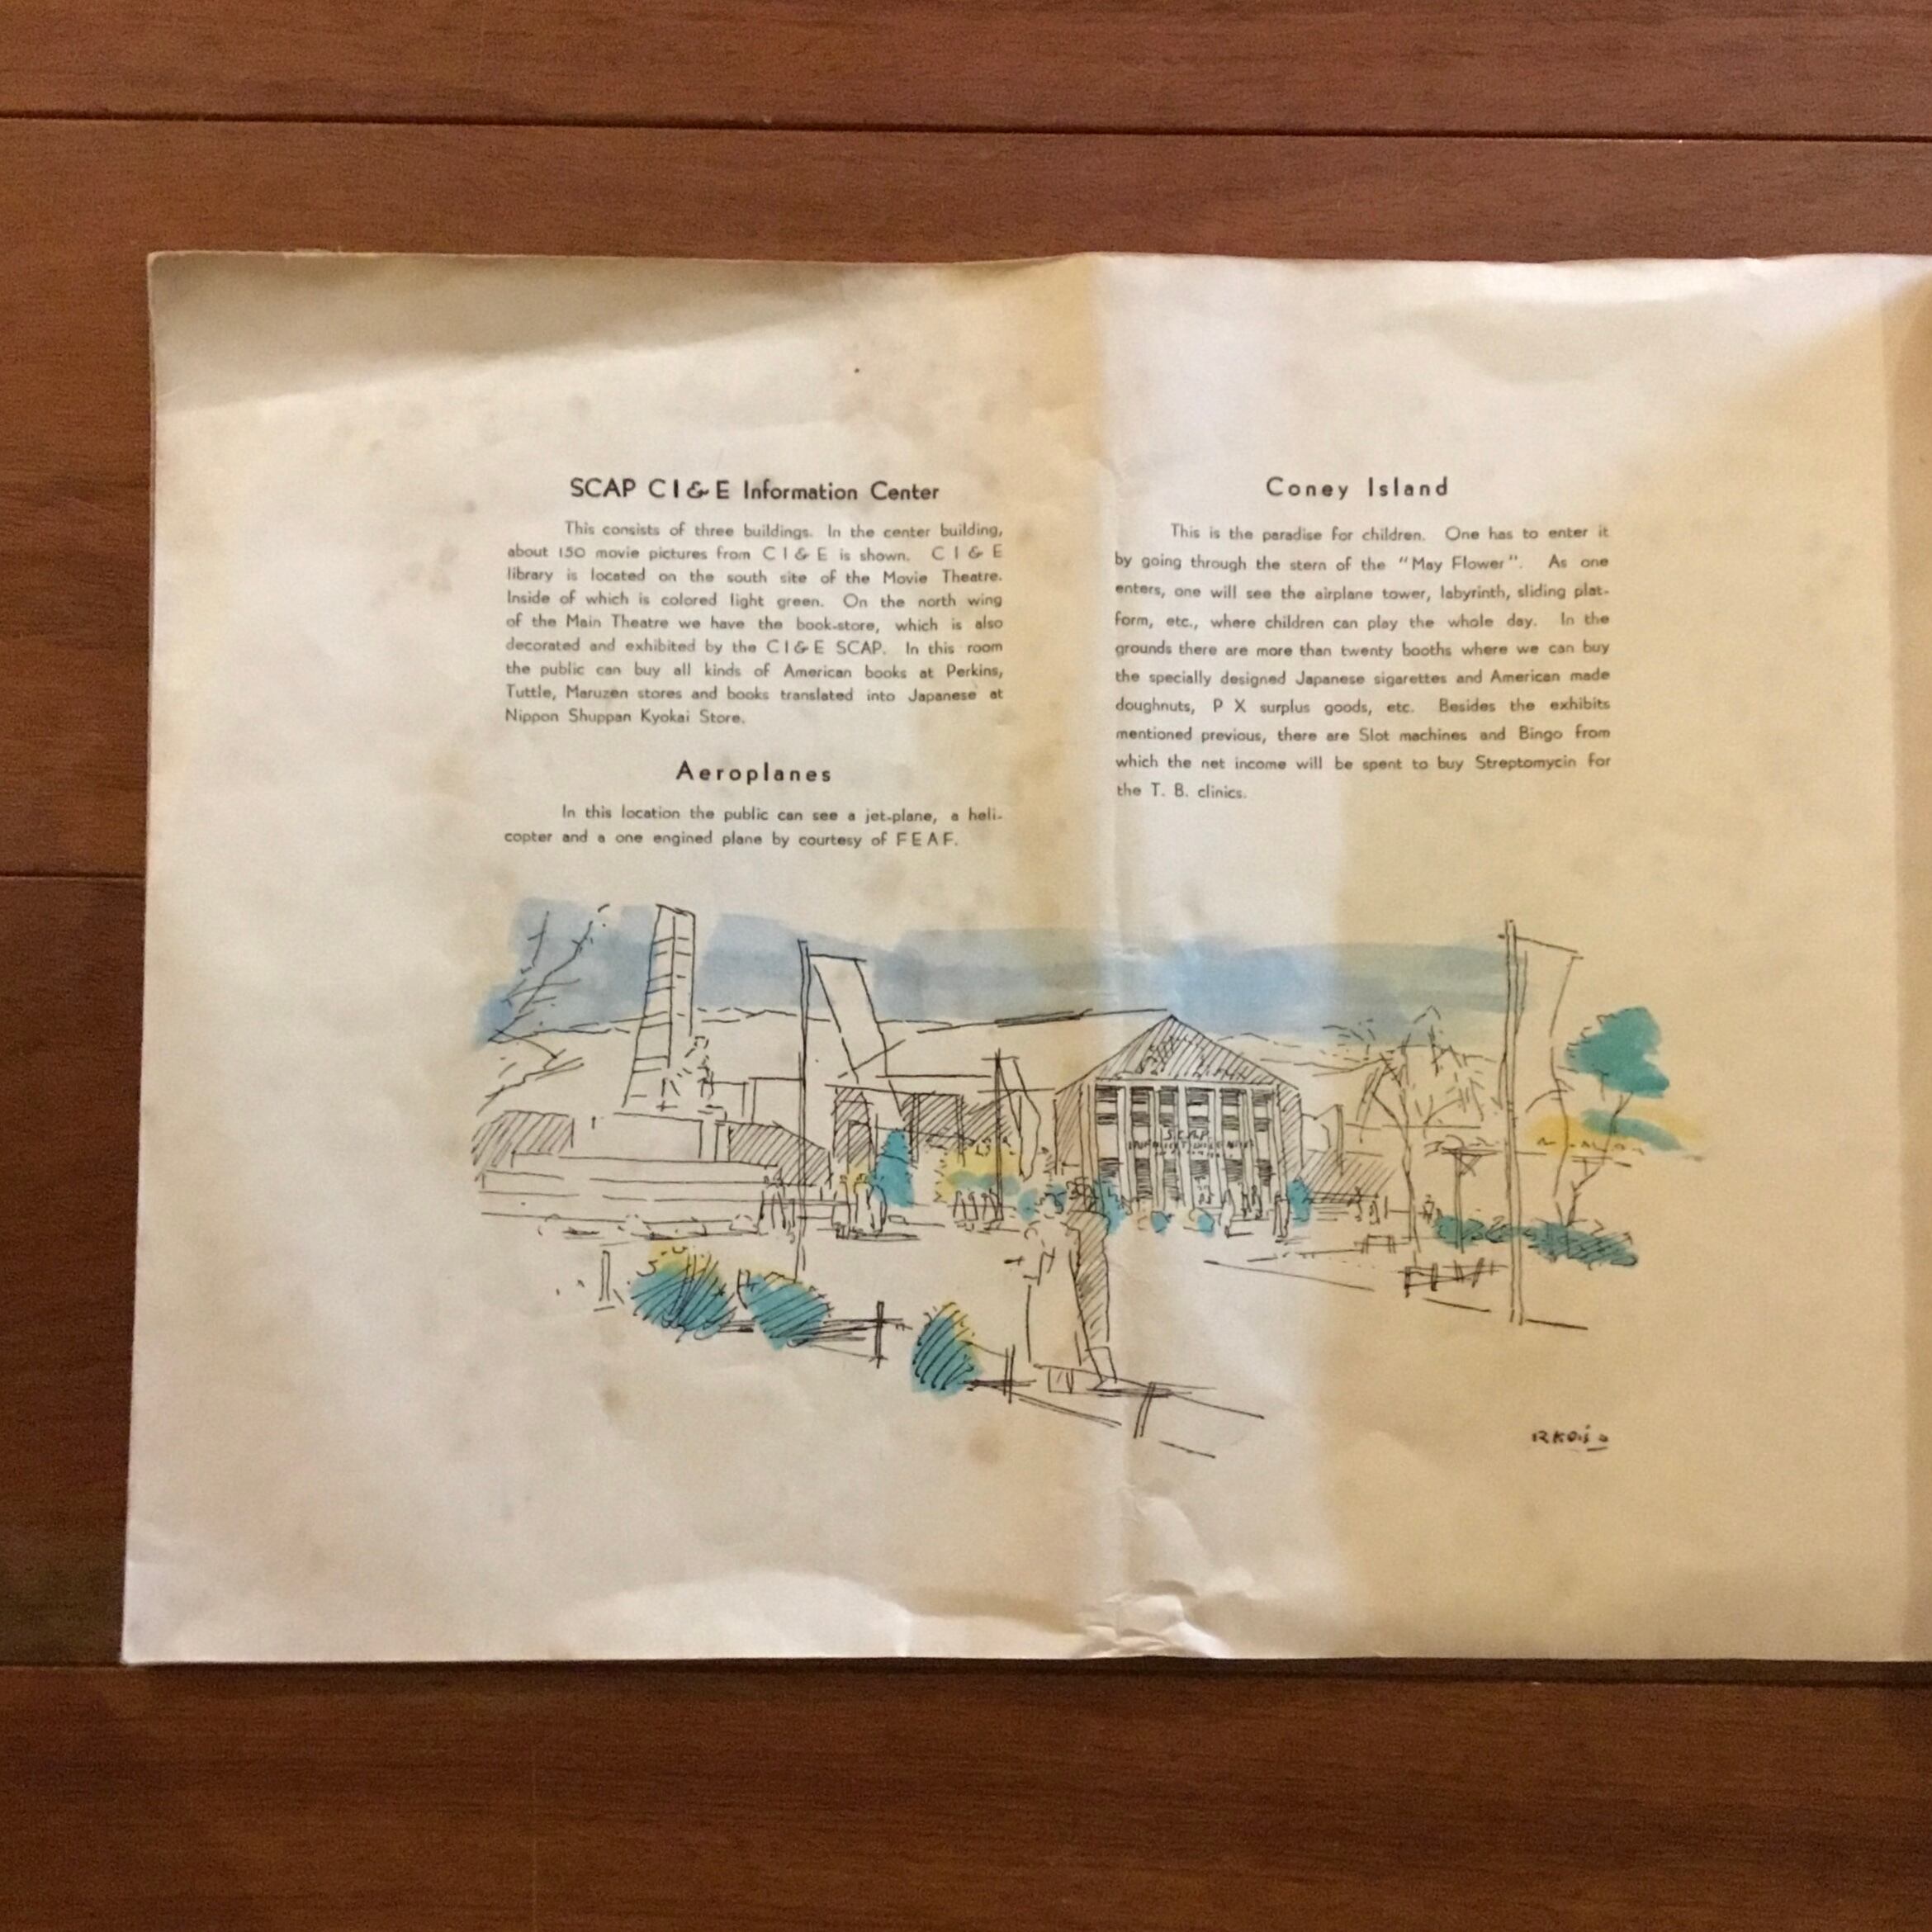 SCAP C I & E Information Center
This consists of three buildings. In the center building,
about 150 movie pictures from C I & E is shown. C I & E
library is located on the south site of the Movie Theatre.
Inside of which is colored light green. On the north wing
of the Main Theatre we have the book-store, which is also
decorated and exhibited by the C I & E SCAP. In this room
the public can buy all kinds of American books at Perkins,
Tuttle, Maruzen stores and books translated into Japanese at
Nippon Shuppan Kyokai Store.
Aeroplanes
In this location the public can see a jet-plane, a heli-
copter and a one engined plane by courtesy of F E A F.
Coney Island
This is the paradise for children. One has to enter it
by going through the stern of the "May Flower". As one
enters, one will see the airplane tower, labyrinth, sliding plat-
form, etc., where children can play the whole day. In the
grounds there are more than twenty booths where we can buy
the specially designed Japanese sigarettes and American made
doughnuts, P X surplus goods, etc. Besides the exhibits
mentioned previous, there are Slot machines and Bingo from
which the net income will be spent to buy Streptomycin for
the T. B. clinics.
SCAP
R KOiso